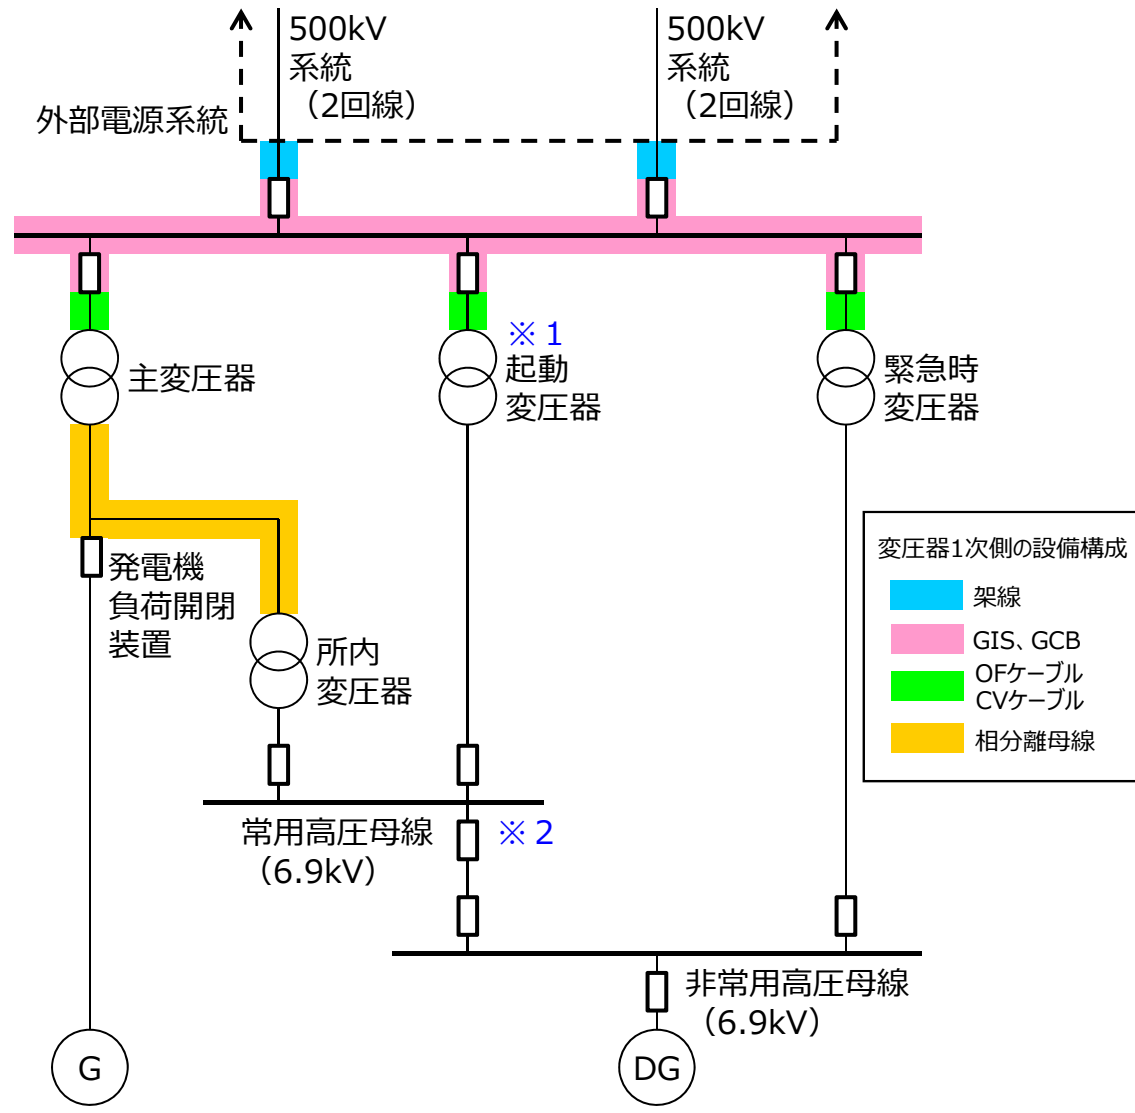 500kV
系統
（2回線）
500kV
系統
（2回線）
外部電源系統
主変圧器
※１
起動
変圧器
緊急時
変圧器
発電機
負荷開閉
装置
所内
変圧器
変圧器1次側の設備構成
架線
GIS、GCB
OFケーブル
CVケーブル
相分離母線
常用高圧母線
（6.9kV）
※２
非常用高圧母線
（6.9kV）
G
DG